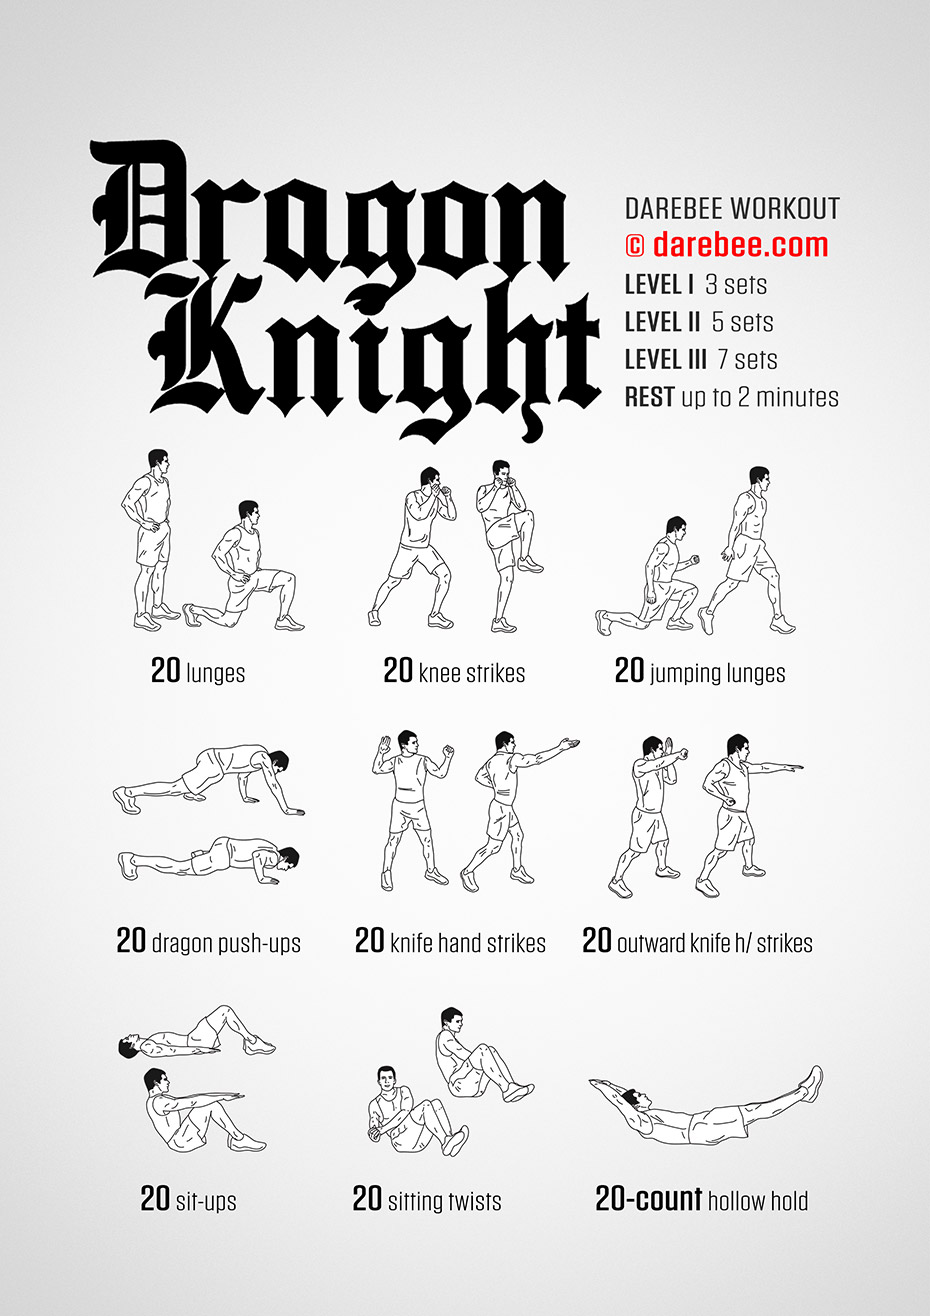 Dragon
Knight
DAREBEE WORKOUT
© darebee.com
LEVEL I 3 sets
LEVEL II 5 sets
LEVEL III 7 sets
REST up to 2 minutes
20 lunges
20 knee strikes
20 jumping lunges
20 dragon push-ups
20 knife hand strikes
20 outward knife h/ strikes
20 sit-ups
20 sitting twists
20-count hollow hold